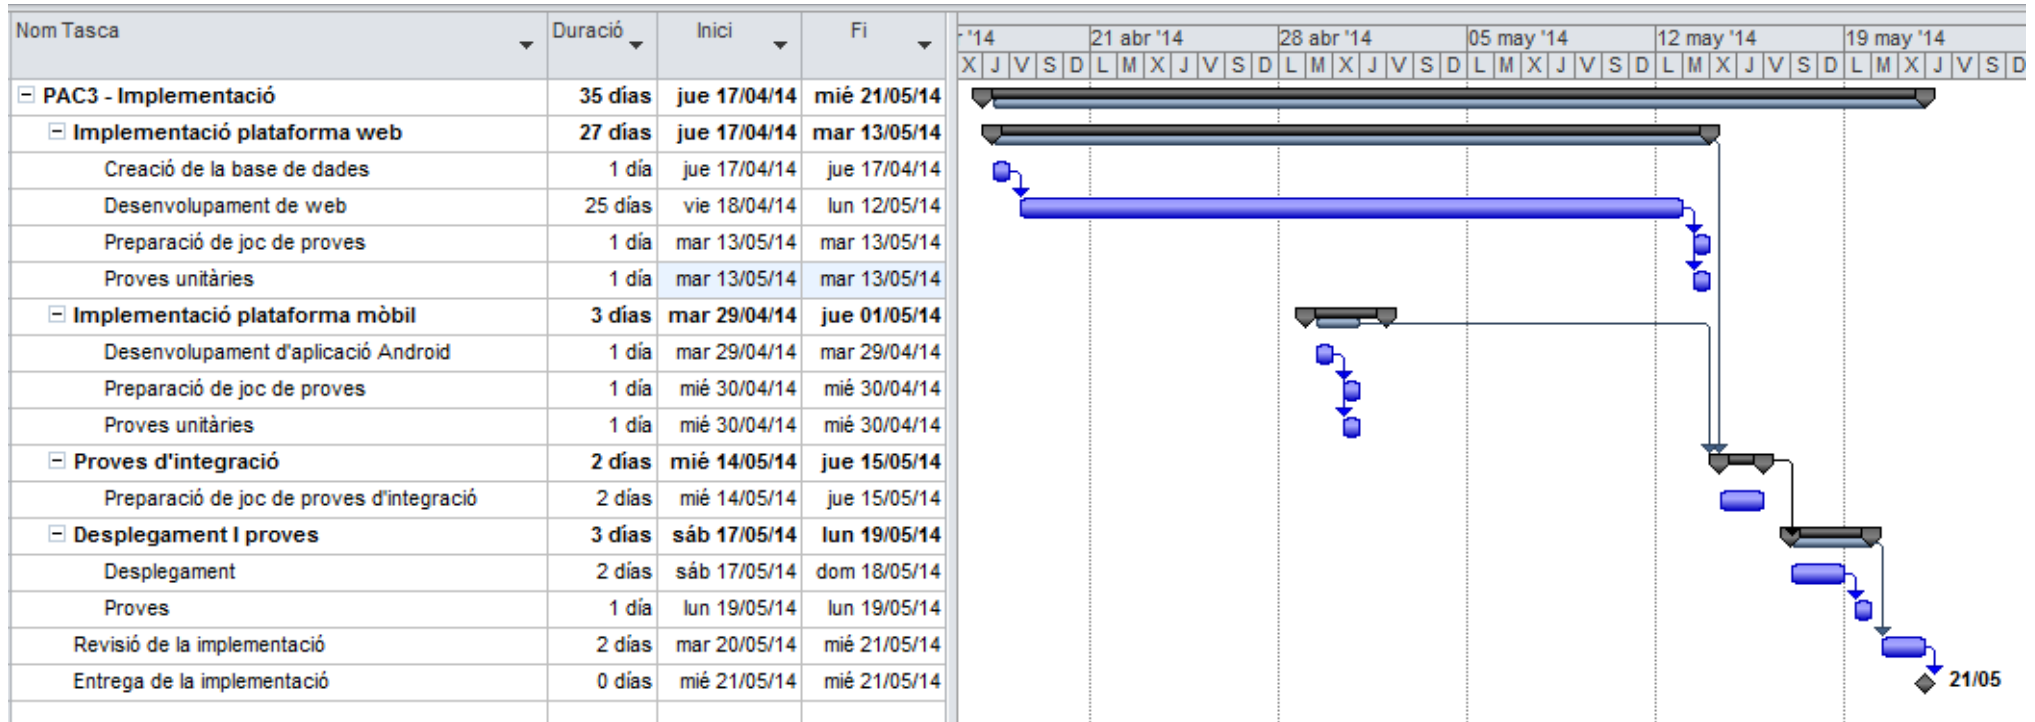 Nom Tasca Duració Inici Fi
r '14 21 abr '14 28 abr '14 05 may '14 12 may '14 19 may '14
X J V S D L M X J V S D L M X J V S D L M X J V S D L M X J V S D L M X J V S D
PAC3 - Implementació 35 días jue 17/04/14 mié 21/05/14
Implementació plataforma web 27 días jue 17/04/14 mar 13/05/14
Creació de la base de dades 1 día jue 17/04/14 jue 17/04/14
Desenvolupament de web 25 días vie 18/04/14 lun 12/05/14
Preparació de joc de proves 1 día mar 13/05/14 mar 13/05/14
Proves unitàries 1 día mar 13/05/14 mar 13/05/14
Implementació plataforma mòbil 3 días mar 29/04/14 jue 01/05/14
Desenvolupament d'aplicació Android 1 día mar 29/04/14 mar 29/04/14
Preparació de joc de proves 1 día mié 30/04/14 mié 30/04/14
Proves unitàries 1 día mié 30/04/14 mié 30/04/14
Proves d'integració 2 días mié 14/05/14 jue 15/05/14
Preparació de joc de proves d'integració 2 días mié 14/05/14 jue 15/05/14
Desplegament I proves 3 días sáb 17/05/14 lun 19/05/14
Desplegament 2 días sáb 17/05/14 dom 18/05/14
Proves 1 día lun 19/05/14 lun 19/05/14
Revisió de la implementació 2 días mar 20/05/14 mié 21/05/14
Entrega de la implementació 0 días mié 21/05/14 mié 21/05/14 21/05